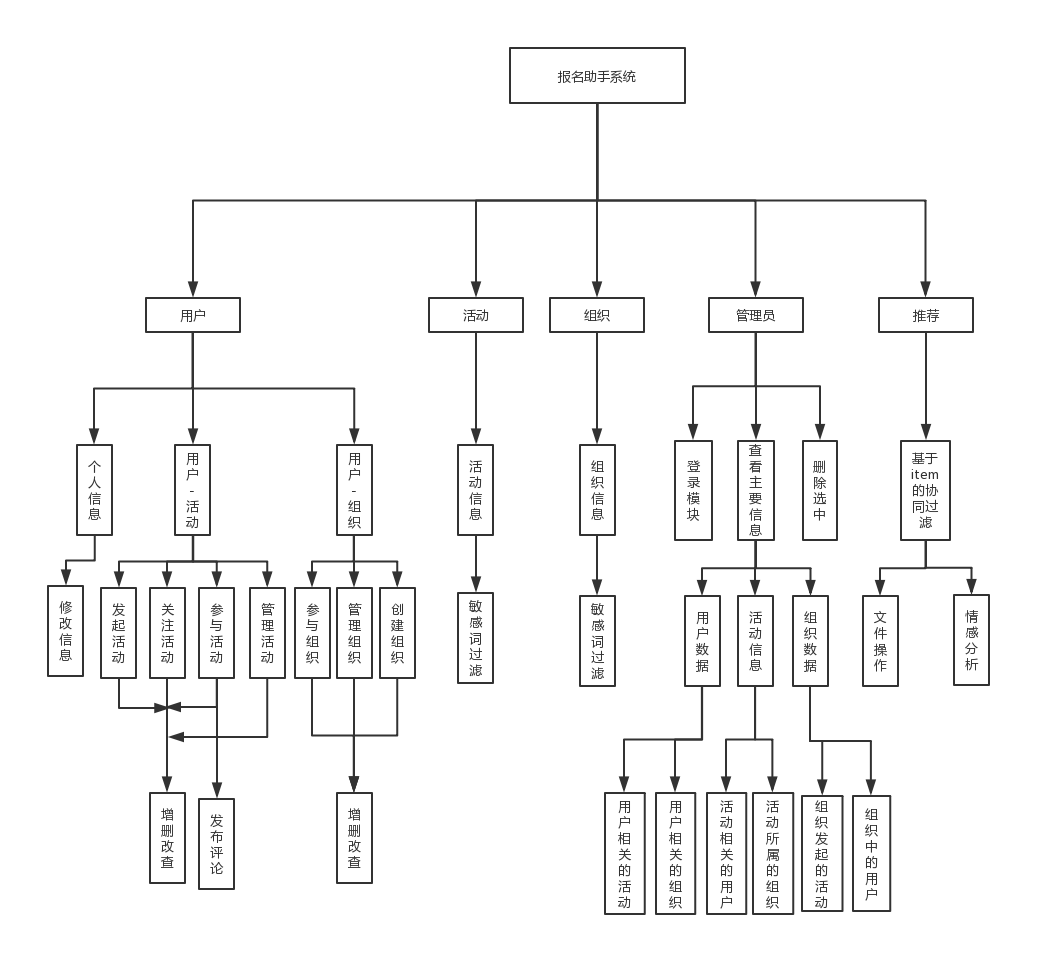 报名助手系统
用户
活动
组织
管理员
推荐
个人信息
用户-活动
用户-组织
活动信息
组织信息
登录模块
查看主要信息
删除选中
基于
item
的协
同过
滤
修改信息
发起活动
关注活动
参与活动
管理活动
参与组织
管理组织
创建组织
敏感词过滤
敏感词过滤
用户数据
活动信息
组织数据
文件操作
情感分析
增删改查
发布评论
增删改查
用户相关的活动
用户相关的组织
活动相关的用户
活动所属的组织
组织发起的活动
组织中的用户